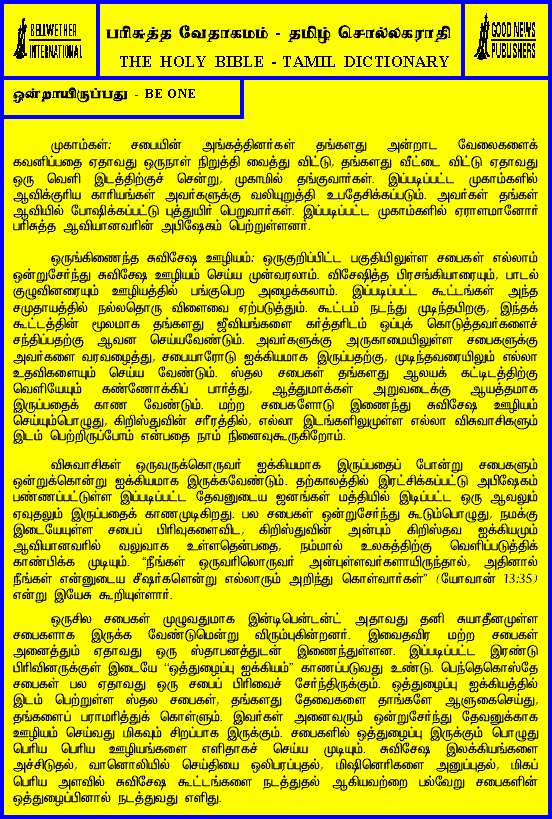 BELLWETHER
INTERNATIONAL
பரிசுத்த வேதாகமம் - தமிழ் சொல்லகராதி
THE HOLY BIBLE - TAMIL DICTIONARY
GOOD NEWS
PUBLISHERS
ஒன்றாயிருப்பது - BE ONE
முகாம்கள்: சபையின் அங்கத்தினர்கள் தங்களது அன்றாட வேலைகளைக்
கவனிப்பதை ஏதாவது ஒருநாள் நிறுத்தி வைத்து விட்டு, தங்களது வீட்டை விட்டு ஏதாவது
ஒரு வெளி இடத்திற்குச் சென்று, முகாமில் தங்குவார்கள். இப்படிப்பட்ட முகாம்களில்
ஆவிக்குரிய காரியங்கள் அவர்களுக்கு வலியுறுத்தி உபதேசிக்கப்படும். அவர்கள் தங்கள்
ஆவியில் போஷிக்கப்பட்டு புத்துயிர் பெறுவார்கள். இப்படிப்பட்ட முகாம்களில் ஏராளமானோர்
பரிசுத்த ஆவியானவரின் அபிஷேகம் பெற்றுள்ளனர்.
ஒருங்கிணைந்த சுவிசேஷ ஊழியம்: ஒருகுறிப்பிட்ட பகுதியிலுள்ள சபைகள் எல்லாம்
ஒன்றுசேர்ந்து சுவிசேஷ ஊழியம் செய்ய முன்வரலாம். விசேஷித்த பிரசங்கியாரையும், பாடல்
குழுவினரையும் ஊழியத்தில் பங்குபெற அழைக்கலாம். இப்படிப்பட்ட கூட்டங்கள் அந்த
சமுதாயத்தில் நல்லதொரு விளைவை ஏற்படுத்தும். கூட்டம் நடந்து முடிந்தபிறகு, இந்தக்
கூட்டத்தின் மூலமாக தங்களது ஜீவியங்களை கர்த்தரிடம் ஒப்புக் கொடுத்தவர்களைச்
சந்திப்பதற்கு ஆவன செய்யவேண்டும். அவர்களுக்கு அருகாமையிலுள்ள சபைகளுக்கு
அவர்களை வரவழைத்து, சபையாரோடு ஐக்கியமாக இருப்பதற்கு, முடிந்தவரையிலும் எல்லா
உதவிகளையும் செய்ய வேண்டும். ஸ்தல சபைகள் தங்களது ஆலயக் கட்டிடத்திற்கு
வெளியேயும் கண்ணோக்கிப் பார்த்து, ஆத்துமாக்கள் அறுவடைக்கு ஆயத்தமாக
இருப்பதைக் காண வேண்டும். மற்ற சபைகளோடு இணைந்து சுவிசேஷ ஊழியம்
செய்யும்பொழுது, கிறிஸ்துவின் சரீரத்தில், எல்லா இடங்களிலுமுள்ள எல்லா விசுவாசிகளும்
இடம் பெற்றிருப்போம் என்பதை நாம் நினைவுகூருகிறோம்.
விசுவாசிகள் ஒருவருக்கொருவர் ஐக்கியமாக இருப்பதைப் போன்று சபைகளும்
ஒன்றுக்கொன்று ஐக்கியமாக இருக்கவேண்டும். தற்காலத்தில் இரட்சிக்கப்பட்டு அபிஷேகம்
பண்ணப்பட்டுள்ள இப்படிப்பட்ட தேவனுடைய ஜனங்கள் மத்தியில் இடிப்பட்ட ஒரு ஆவலும்
ஏவுதலும் இருப்பதைக் காணமுடிகிறது. பல சபைகள் ஒன்றுசேர்ந்து கூடும்பொழுது, நமக்கு
இடையேயுள்ள சபைப் பிரிவுகளைவிட, கிறிஸ்துவின் அன்பும் கிறிஸ்தவ ஐக்கியமும்
ஆவியானவரில் வலுவாக உள்ளதென்பதை, நம்மால் உலகத்திற்கு வெளிப்படுத்திக்
காண்பிக்க முடியும். "நீங்கள் ஒருவரிலொருவர் அன்புள்ளவர்களாயிருந்தால், அதினால்
நீங்கள் என்னுடைய சீஷர்களென்று எல்லாரும் அறிந்து கொள்வார்கள்" (யோவான் 13:35)
என்று இயேசு கூறியுள்ளார்.
ஒருசில சபைகள் முழுவதுமாக இன்டிபென்டன்ட் அதாவது தனி சுயாதீனமுள்ள
சபைகளாக இருக்க வேண்டுமென்று விரும்புகின்றனர். இவைதவிர மற்ற சபைகள்
அனைத்தும் ஏதாவது ஒரு ஸ்தாபனத்துடன் இணைந்துள்ளன. இப்படிப்பட்ட இரண்டு
பிரிவினருக்குள் இடையே "ஒத்துழைப்பு ஐக்கியம்" காணப்படுவது உண்டு. பெந்தெகொஸ்தே
சபைகள் பல ஏதாவது ஒரு சபைப் பிரிவைச் சேர்ந்திருக்கும். ஒத்துழைப்பு ஐக்கியத்தில்
இடம் பெற்றுள்ள ஸ்தல சபைகள், தங்களது தேவைகளை தாங்களே ஆளுகைசெய்து,
தங்களைப் பராமரித்துக் கொள்ளும். இவர்கள் அனைவரும் ஒன்றுசேர்ந்து தேவனுக்காக
ஊழியம் செய்வது மிகவும் சிறப்பாக இருக்கும். சபைகளில் ஒத்துழைப்பு இருக்கும் பொழுது
பெரிய பெரிய ஊழியங்களை எளிதாகச் செய்ய முடியும். சுவிசேஷ இலக்கியங்களை
அச்சிடுதல், வானொலியில் செய்தியை ஒலிபரப்புதல், மிஷினெரிகளை அனுப்புதல், மிகப்
பெரிய அளவில் சுவிசேஷ கூட்டங்களை நடத்துதல் ஆகியவற்றை பல்வேறு சபைகளின்
ஒத்துழைப்பினால் நடத்துவது எளிது.